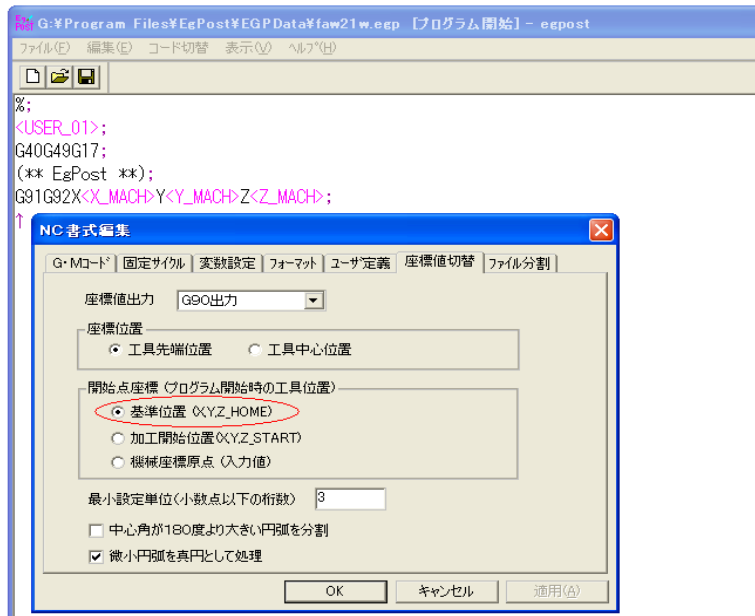 G:¥Program Files¥EgPost¥EGPData¥faw21w.egp [プログラム開始] - egpost
ファイル(F) 編集(E) コード切替 表示(V) ヘルプ(H)
%;
<USER_01>;
G40G49G17;
(** EgPost **);
G91G92X<X_MACH>Y<Y_MACH>Z<Z_MACH>;
↑
NC書式編集
G・Mコード 固定サイクル 変数設定 フォーマット ユーザ定義 座標値切替 ファイル分割
座標値出力 G90出力
座標位置
工具先端位置 工具中心位置
開始点座標 (プログラム開始時の工具位置)
基準位置 (X,Y,Z_HOME)
加工開始位置(X,Y,Z_START)
機械座標原点 (入力値)
最小設定単位(小数点以下の桁数) 3
中心角が180度より大きい円弧を分割
微小円弧を真円として処理
OK キャンセル 適用(A)